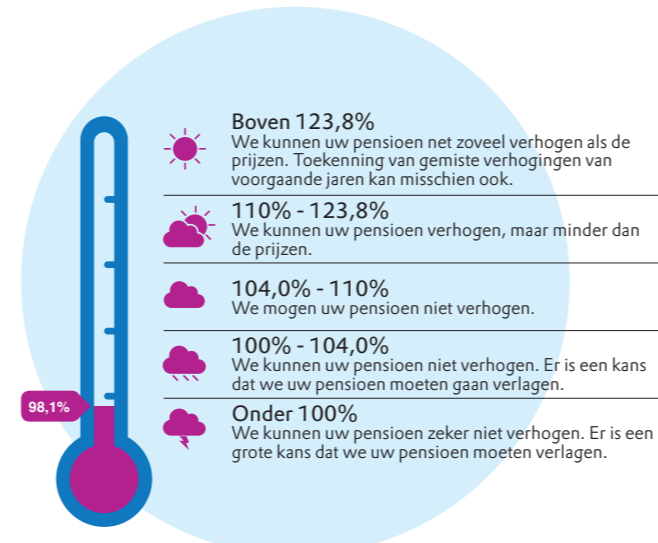 Boven 123,8%
We kunnen uw pensioen net zoveel verhogen als de
prijzen. Toekenning van gemiste verhogingen van
voorgaande jaren kan misschien ook.
110% - 123,8%
We kunnen uw pensioen verhogen, maar minder dan
de prijzen.
104,0% - 110%
We mogen uw pensioen niet verhogen.
100% - 104,0%
We kunnen uw pensioen niet verhogen. Er is een kans
dat we uw pensioen moeten gaan verlagen.
98,1%
Onder 100%
We kunnen uw pensioen zeker niet verhogen. Er is een
grote kans dat we uw pensioen moeten verlagen.